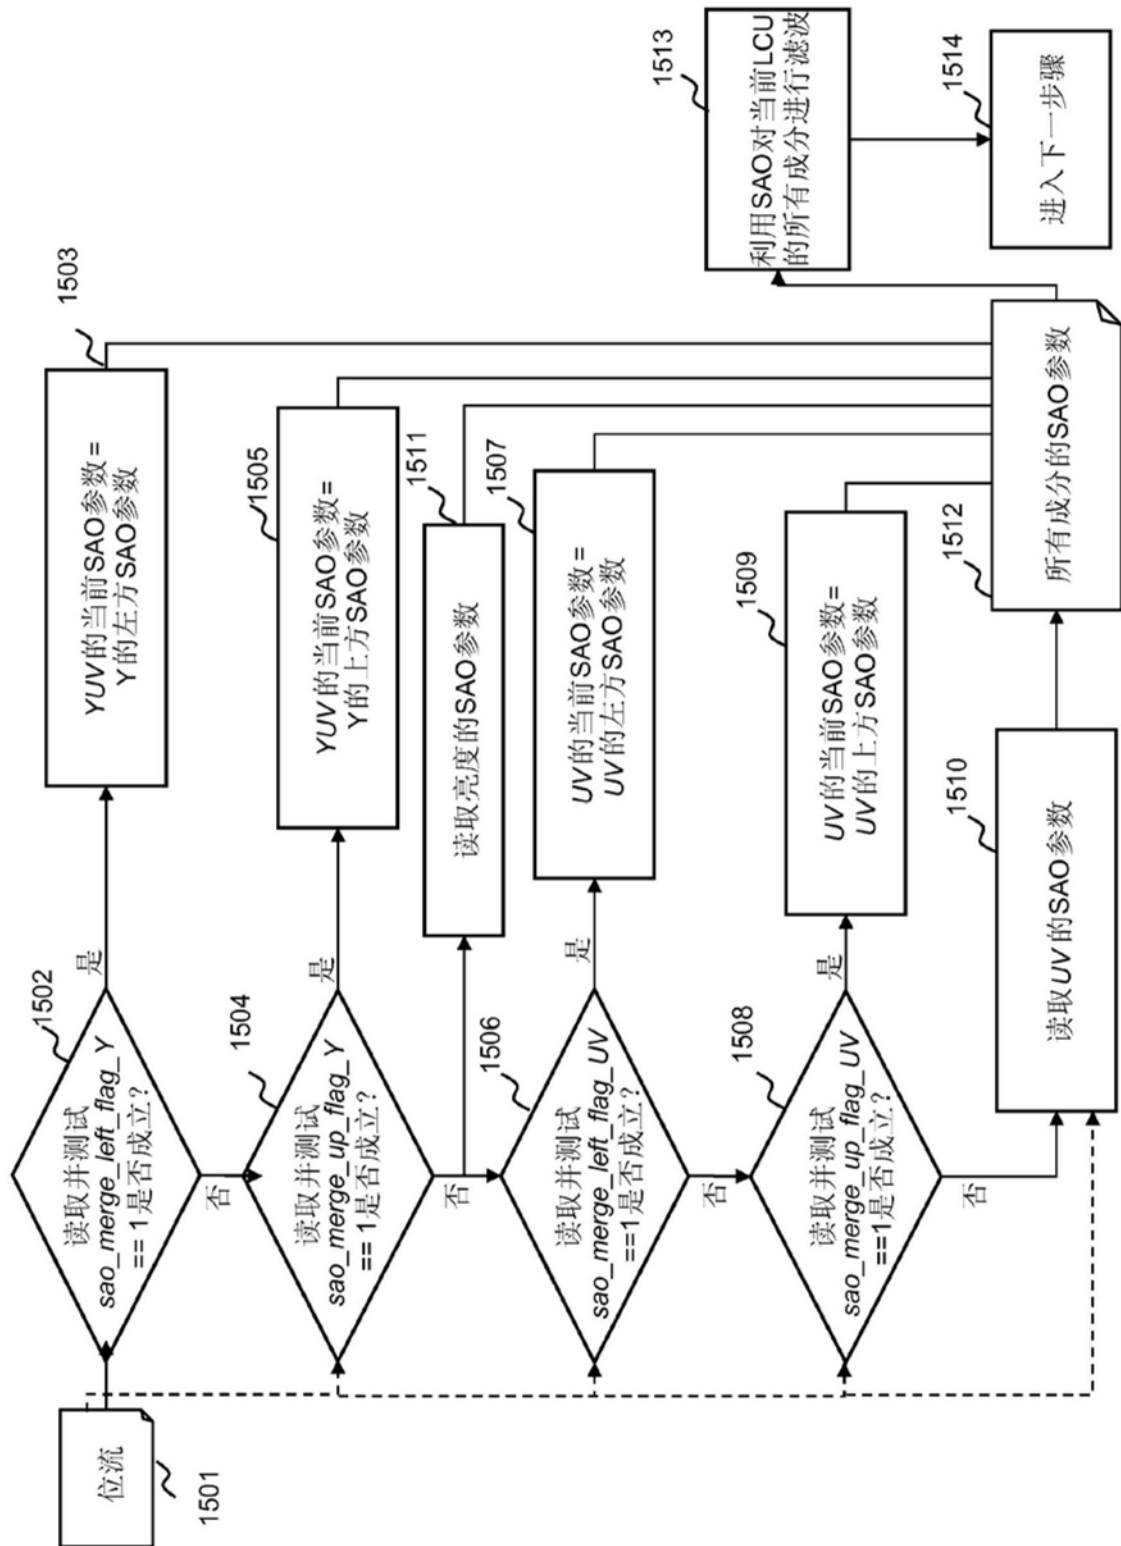 位流
1501
1502
读取并测试
sao_merge_left_flag_Y
== 1是否成立?
是
否
1503
YUV的当前SAO参数=
Y的左方SAO参数
1504
读取并测试
sao_merge_up_flag_Y
== 1是否成立?
是
否
1505
YUV的当前SAO参数=
Y的上方SAO参数
1511
读取亮度的SAO参数
1506
读取并测试
sao_merge_left_flag_UV
==1是否成立?
是
否
1507
UV的当前SAO参数=
UV的左方SAO参数
1508
读取并测试
sao_merge_up_flag_UV
==1是否成立?
是
否
1509
UV的当前SAO参数=
UV的上方SAO参数
1510
读取UV的SAO参数
1512
所有成分的SAO参数
1513
利用SAO对当前LCU
的所有成分进行滤波
1514
进入下一步骤